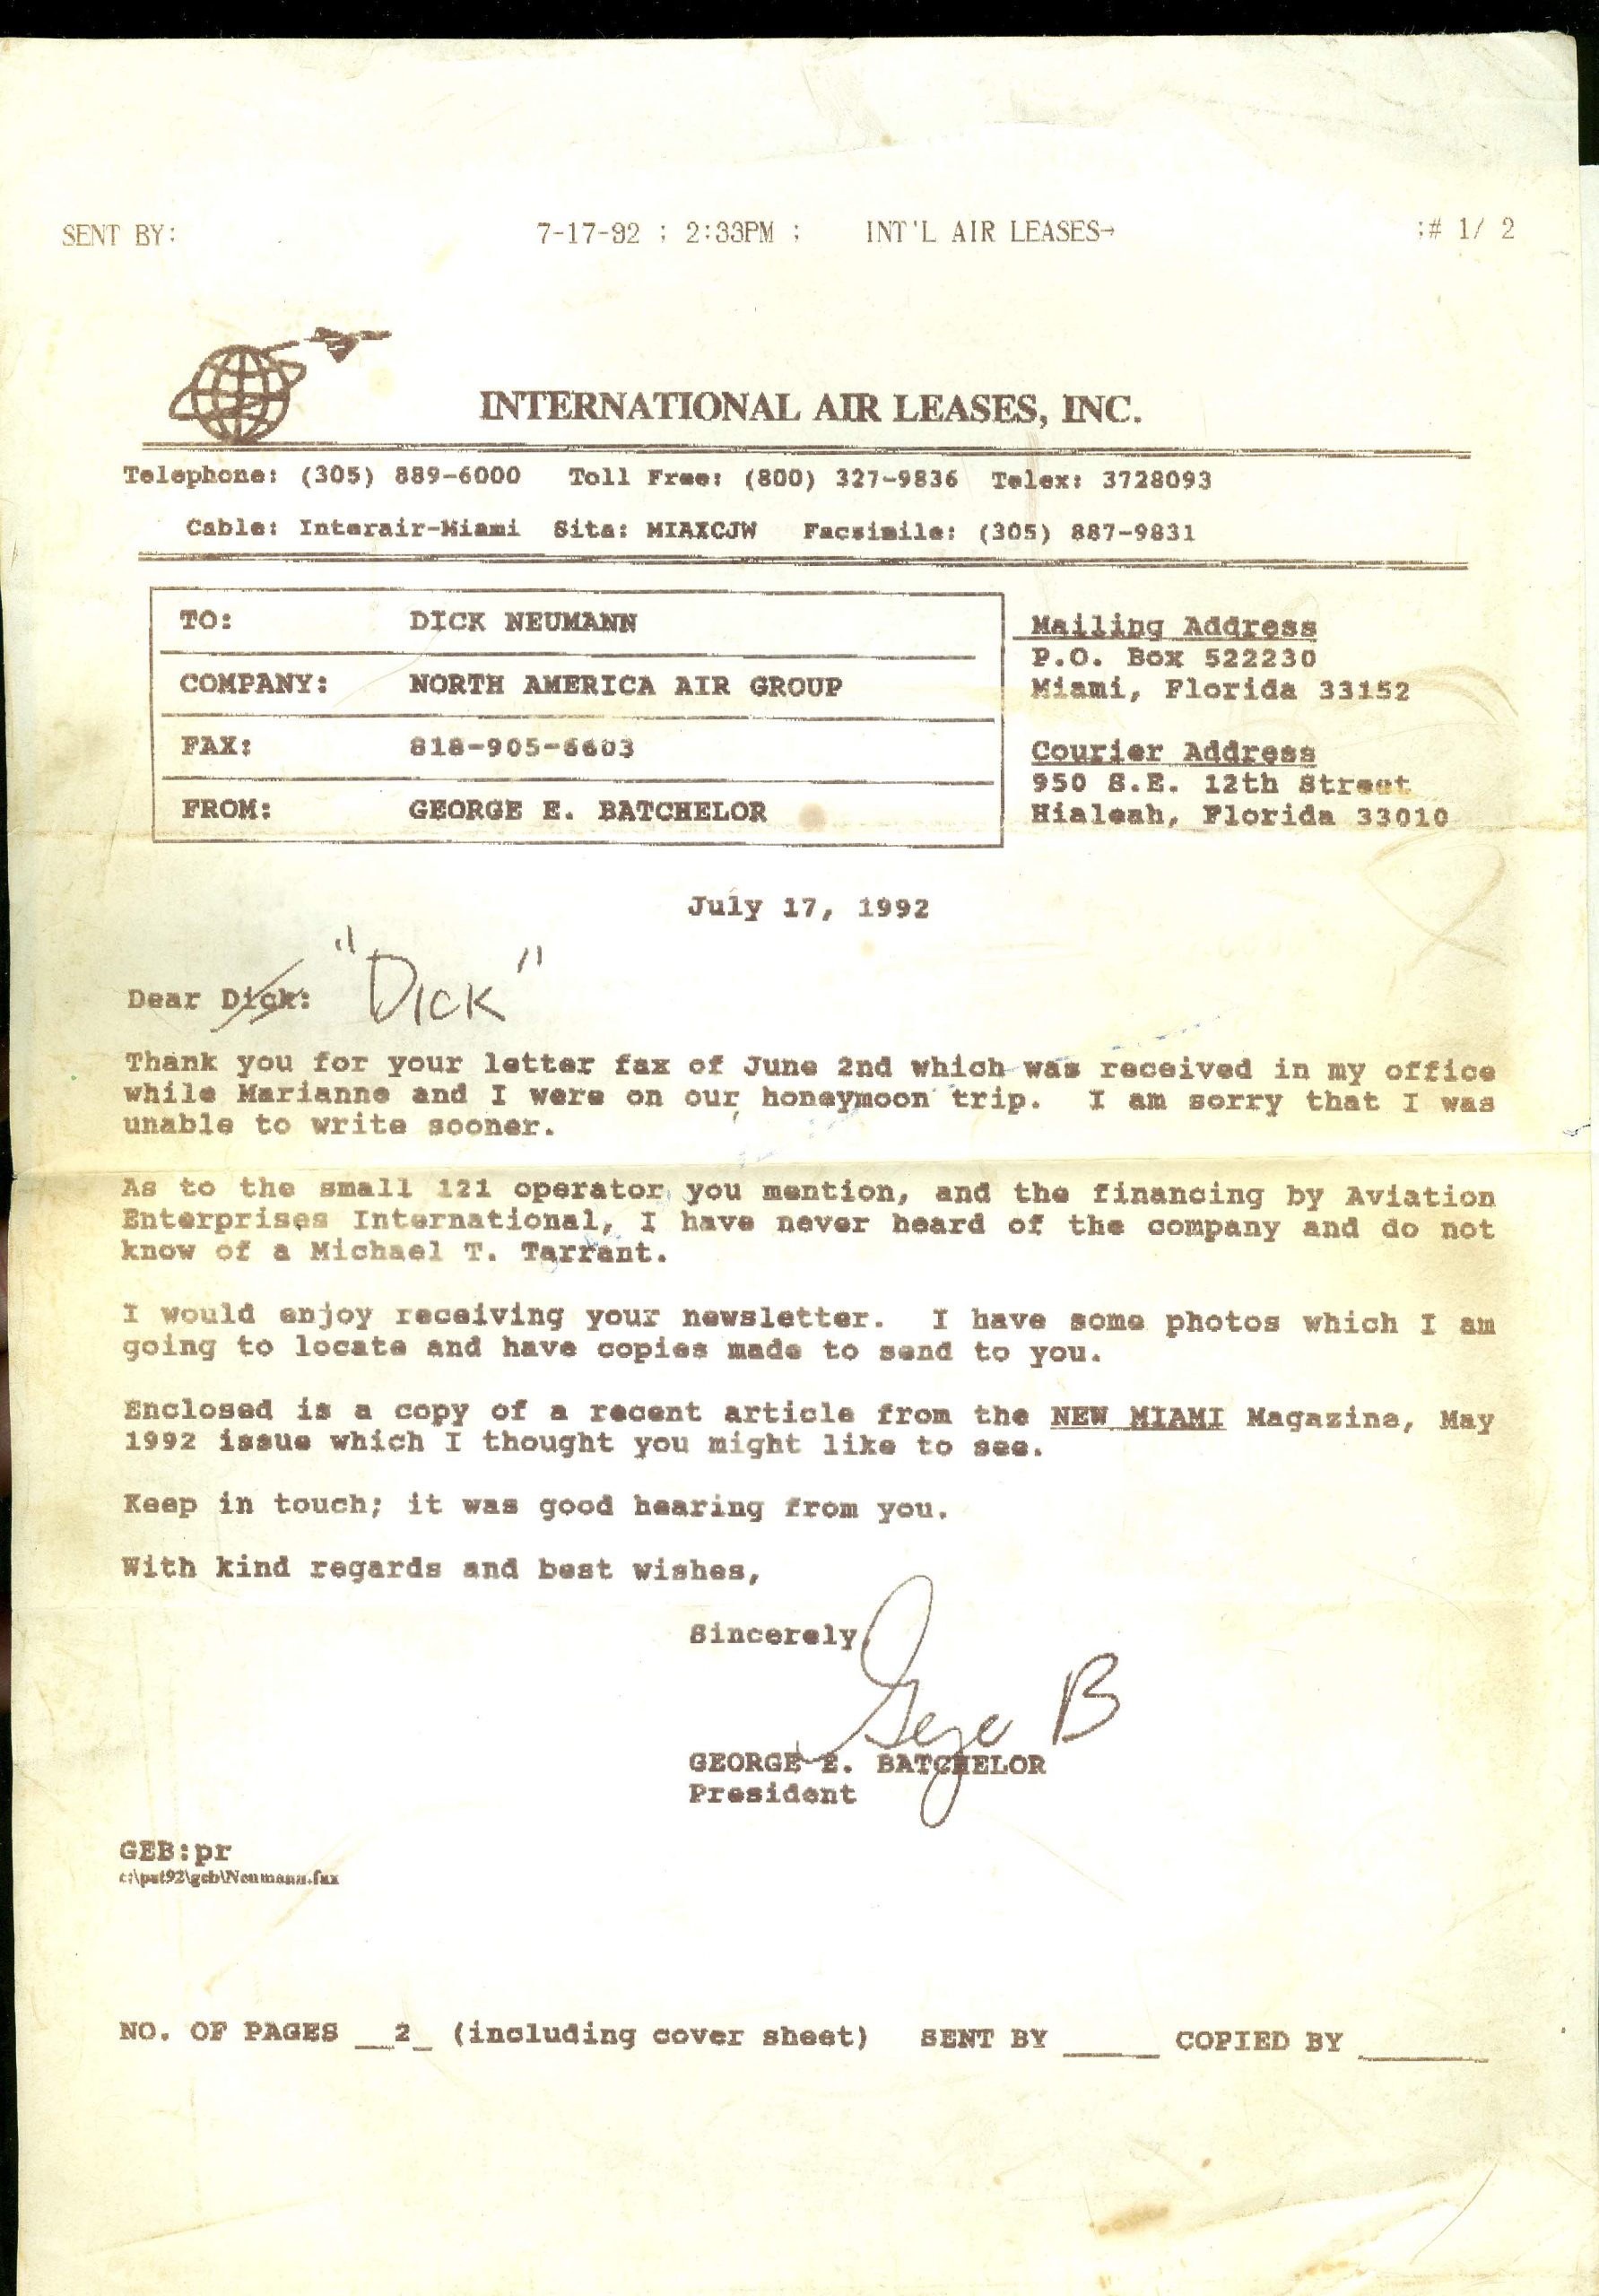 SENT BY: 7-17-92 ; 2:33PM ; INT'L AIR LEASES→ ;# 1/ 2
INTERNATIONAL AIR LEASES, INC.
Telephone: (305) 889-6000 Toll Free: (800) 327-9836 Telex: 3728093
Cable: Interair-Miami Sita: MIAXCJW Facsimile: (305) 887-9831
TO: DICK NEUMANN
COMPANY: NORTH AMERICA AIR GROUP
FAX: 818-905-6603
FROM: GEORGE E. BATCHELOR
Mailing Address
P.O. Box 522230
Miami, Florida 33152
Courier Address
950 S.E. 12th Street
Hialeah, Florida 33010
July 17, 1992
Dear Dick: "DICK"
Thank you for your letter fax of June 2nd which was received in my office
while Marianne and I were on our honeymoon trip. I am sorry that I was
unable to write sooner.
As to the small 121 operator you mention, and the financing by Aviation
Enterprises International, I have never heard of the company and do not
know of a Michael T. Tarrant.
I would enjoy receiving your newsletter. I have some photos which I am
going to locate and have copies made to send to you.
Enclosed is a copy of a recent article from the NEW MIAMI Magazine, May
1992 issue which I thought you might like to see.
Keep in touch; it was good hearing from you.
With kind regards and best wishes,
Sincerely,
George B
GEORGE E. BATCHELOR
President
GEB:pr
c:\pat92\geb\Neumann.fax
NO. OF PAGES 2 (including cover sheet) SENT BY _____ COPIED BY _______